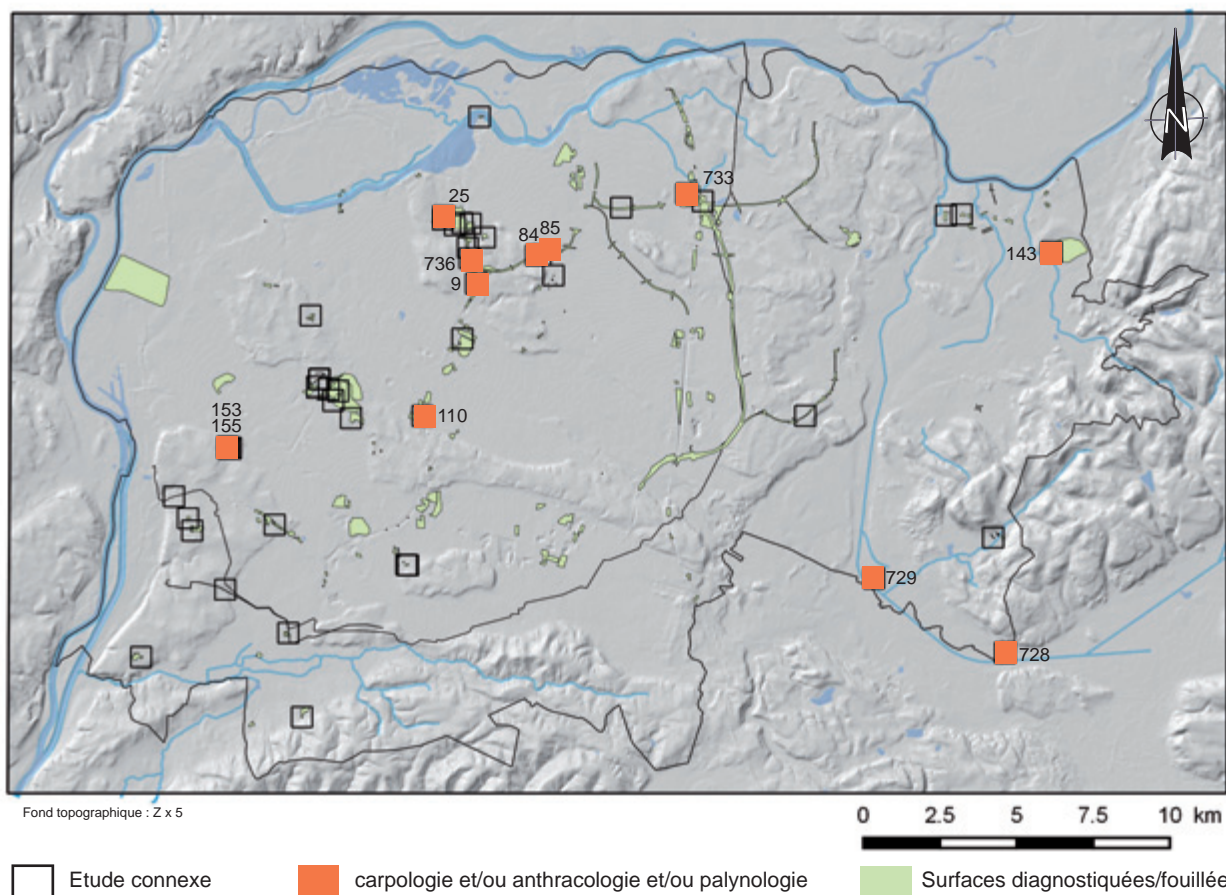 N
733
25
84 85
143
736
9
153
155
110
729
728
Fond topographique : Z x 5
0 2.5 5 7.5 10 km
Etude connexe
carpologie et/ou anthracologie et/ou palynologie
Surfaces diagnostiquées/fouillée